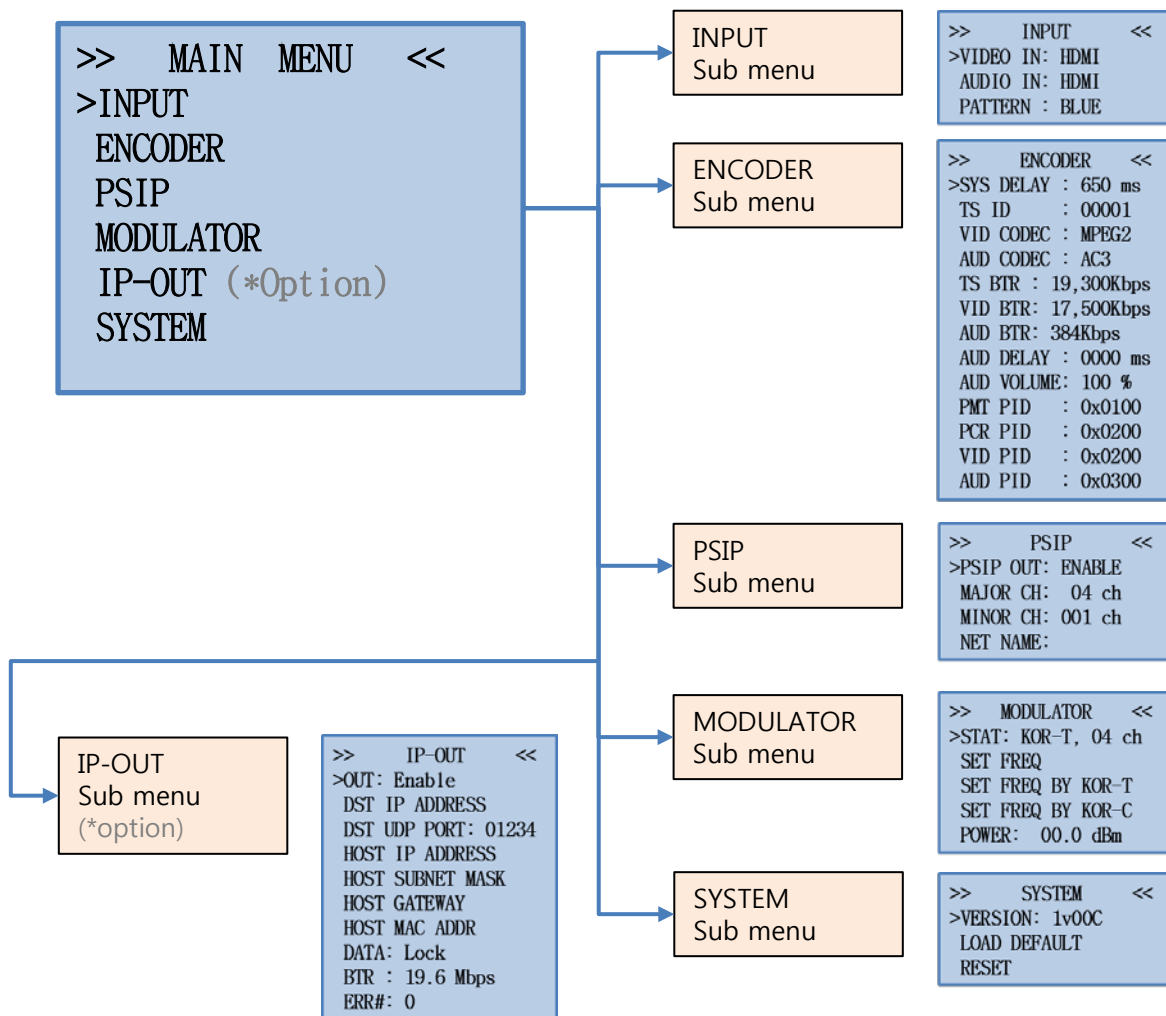 >> MAIN MENU <<
>INPUT
ENCODER
PSIP
MODULATOR
IP-OUT (*Option)
SYSTEM
INPUT
Sub menu
>> INPUT <<
>VIDEO IN: HDMI
AUDIO IN: HDMI
PATTERN : BLUE
ENCODER
Sub menu
>> ENCODER <<
>SYS DELAY : 650 ms
TS ID : 00001
VID CODEC : MPEG2
AUD CODEC : AC3
TS BTR : 19,300Kbps
VID BTR: 17,500Kbps
AUD BTR: 384Kbps
AUD DELAY : 0000 ms
AUD VOLUME: 100 %
PMT PID : 0x0100
PCR PID : 0x0200
VID PID : 0x0200
AUD PID : 0x0300
PSIP
Sub menu
>> PSIP <<
>PSIP OUT: ENABLE
MAJOR CH: 04 ch
MINOR CH: 001 ch
NET NAME:
MODULATOR
Sub menu
>> MODULATOR <<
>STAT: KOR-T, 04 ch
SET FREQ
SET FREQ BY KOR-T
SET FREQ BY KOR-C
POWER: 00.0 dBm
IP-OUT
Sub menu
(*option)
>> IP-OUT <<
>OUT: Enable
DST IP ADDRESS
DST UDP PORT: 01234
HOST IP ADDRESS
HOST SUBNET MASK
HOST GATEWAY
HOST MAC ADDR
DATA: Lock
BTR : 19.6 Mbps
ERR#: 0
SYSTEM
Sub menu
>> SYSTEM <<
>VERSION: 1v00C
LOAD DEFAULT
RESET